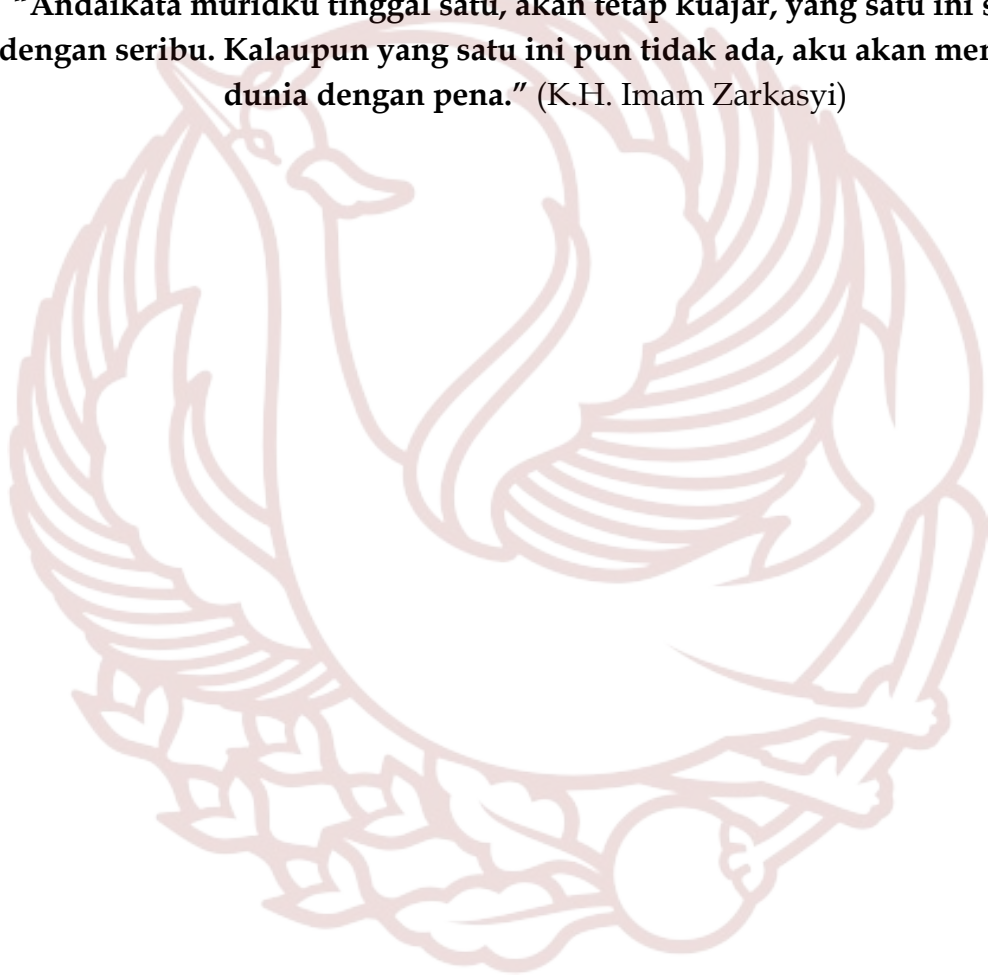 "Andaikata muridku tinggal satu, akan tetap kuajar, yang satu ini
dengan seribu. Kalaupun yang satu ini pun tidak ada, aku akan
dunia dengan pena." (K.H. Imam Zarkasyi)